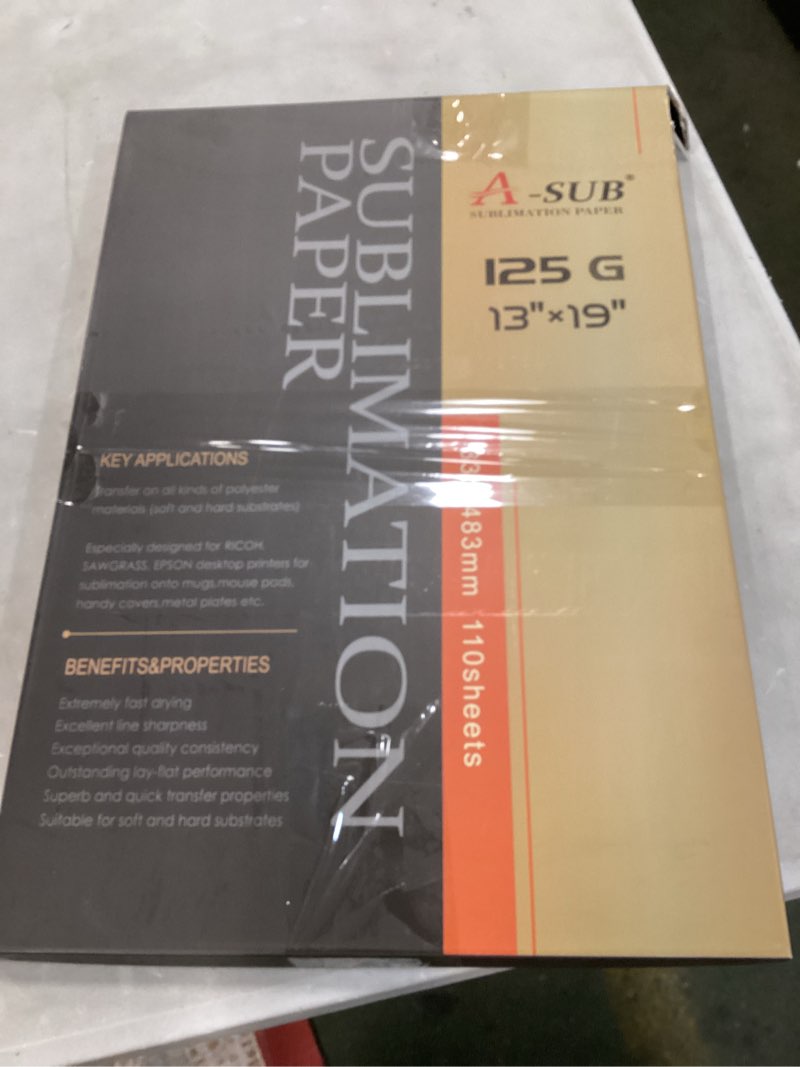 SUBLIMATION
PAPER
A-SUB®
SUBLIMATION PAPER
125 G
13"×19"
483mm 110sheets
KEY APPLICATIONS
Transfer on all kinds of polyester
materials (soft and hard substrates)
Especially designed for RICOH,
SAWGRASS, EPSON desktop printers for
sublimation onto mugs,mouse pads,
handy covers,metal plates etc.
BENEFITS&PROPERTIES
Extremely fast drying
Excellent line sharpness
Exceptional quality consistency
Outstanding lay-flat performance
Superb and quick transfer properties
Suitable for soft and hard substrates